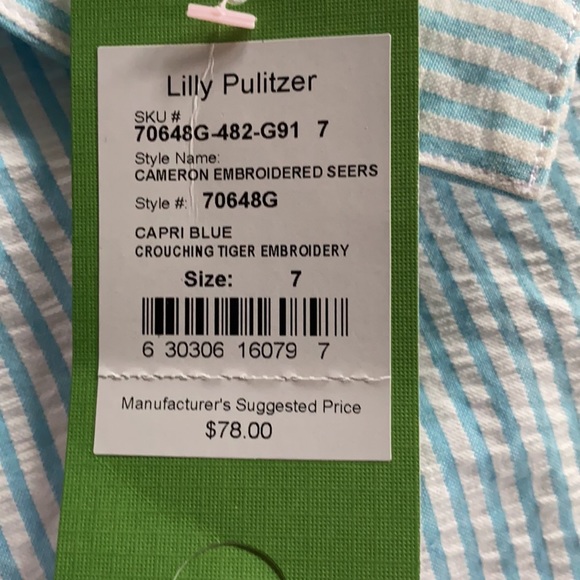 Lilly Pulitzer
SKU #
70648G-482-G91 7
Style Name:
CAMERON EMBROIDERED SEERS
Style #: 70648G
CAPRI BLUE
CROUCHING TIGER EMBROIDERY
Size: 7
6 30306 16079 7
Manufacturer's Suggested Price
$78.00